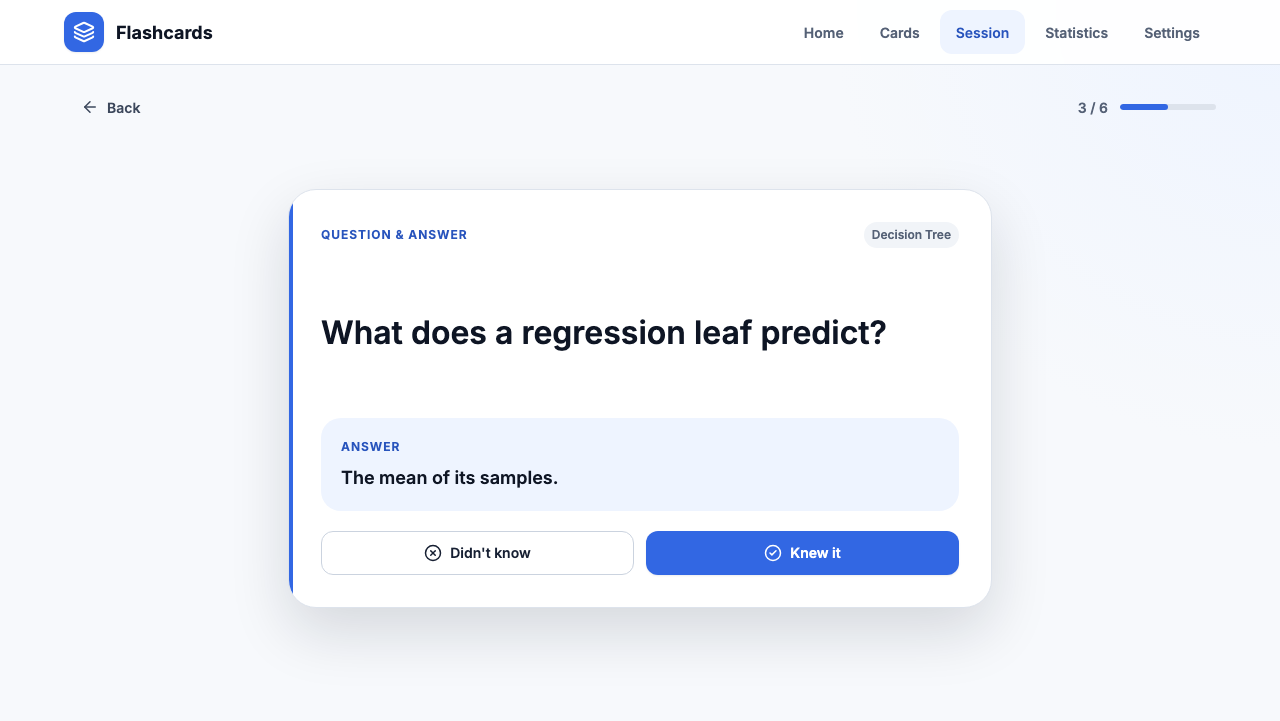 Flashcards
Home
Cards
Session
Statistics
Settings
Back
3 / 6
QUESTION & ANSWER
Decision Tree
What does a regression leaf predict?
ANSWER
The mean of its samples.
Didn't know
Knew it